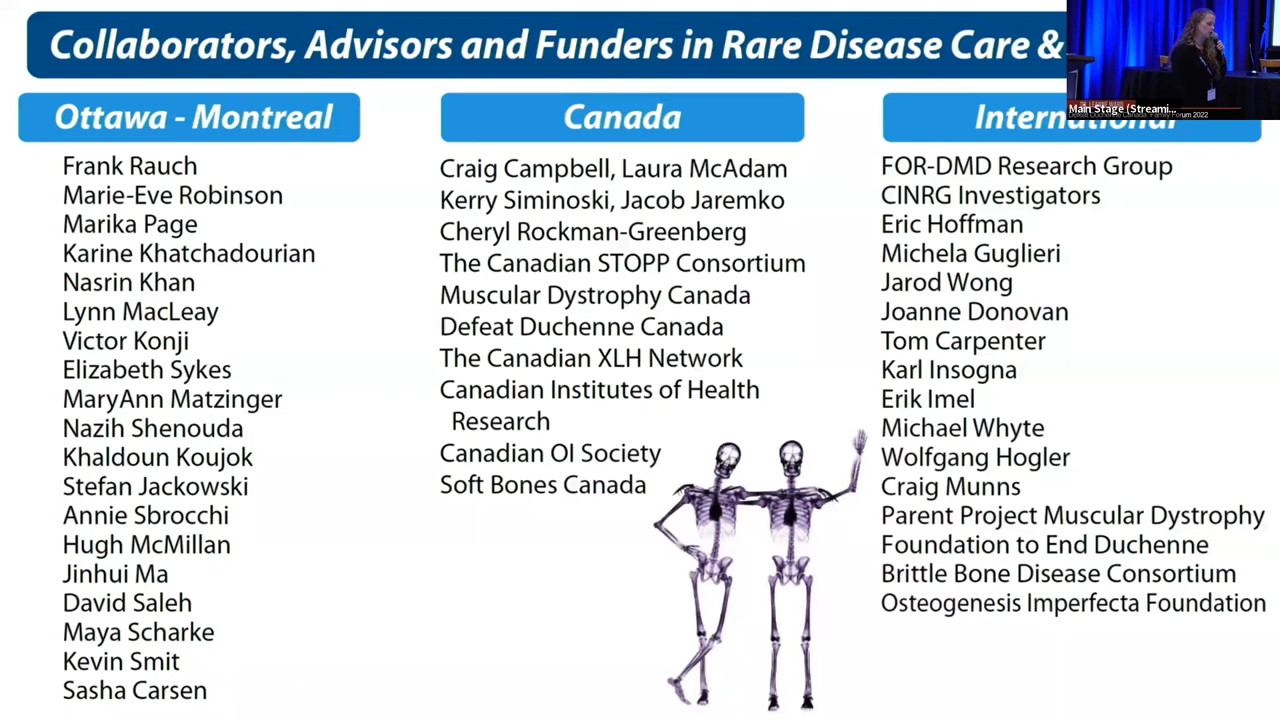 Collaborators, Advisors and Funders in Rare Disease Care &
Main Stage (Streami...
Defeat Duchenne Canada: Family Forum 2022
Ottawa - Montreal
Frank Rauch
Marie-Eve Robinson
Marika Page
Karine Khatchadourian
Nasrin Khan
Lynn MacLeay
Victor Konji
Elizabeth Sykes
MaryAnn Matzinger
Nazih Shenouda
Khaldoun Koujok
Stefan Jackowski
Annie Sbrocchi
Hugh McMillan
Jinhui Ma
David Saleh
Maya Scharke
Kevin Smit
Sasha Carsen
Canada
Craig Campbell, Laura McAdam
Kerry Siminoski, Jacob Jaremko
Cheryl Rockman-Greenberg
The Canadian STOPP Consortium
Muscular Dystrophy Canada
Defeat Duchenne Canada
The Canadian XLH Network
Canadian Institutes of Health
Research
Canadian OI Society
Soft Bones Canada
International
FOR-DMD Research Group
CINRG Investigators
Eric Hoffman
Michela Guglieri
Jarod Wong
Joanne Donovan
Tom Carpenter
Karl Insogna
Erik Imel
Michael Whyte
Wolfgang Hogler
Craig Munns
Parent Project Muscular Dystrophy
Foundation to End Duchenne
Brittle Bone Disease Consortium
Osteogenesis Imperfecta Foundation